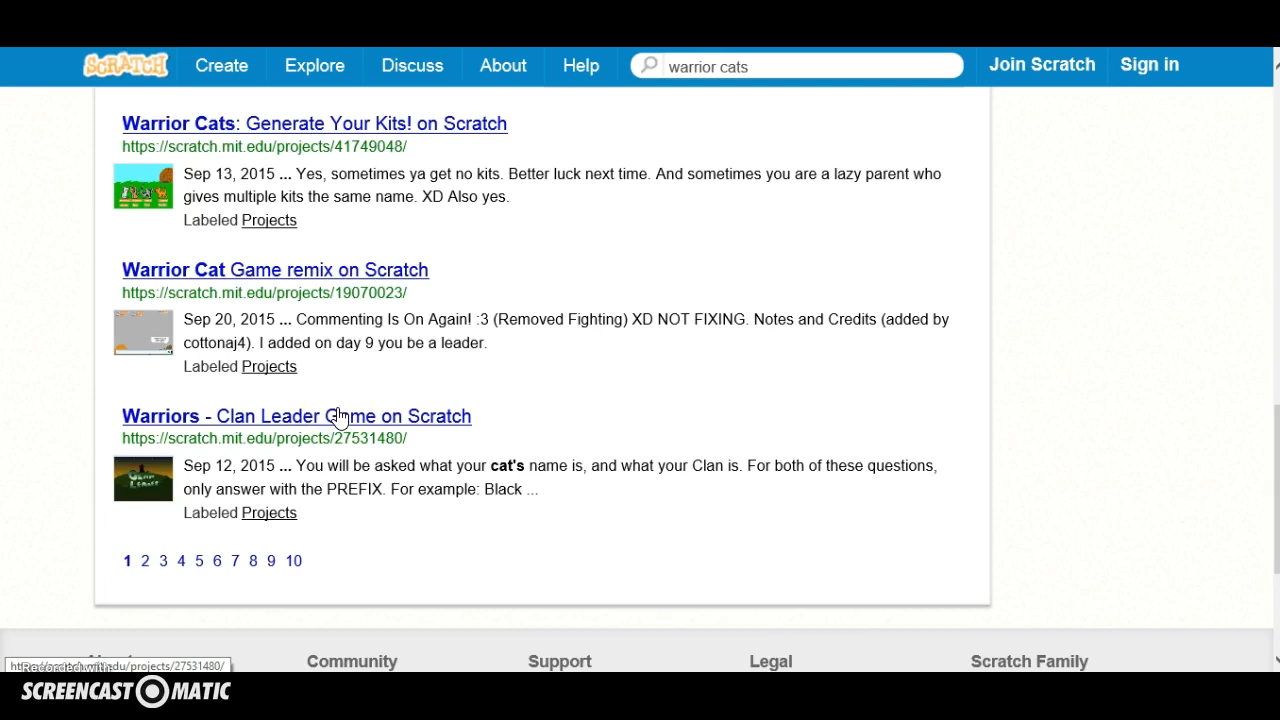 SCRATCH Create Explore Discuss About Help warrior cats Join Scratch Sign in
Warrior Cats: Generate Your Kits! on Scratch
https://scratch.mit.edu/projects/41749048/
Sep 13, 2015 ... Yes, sometimes ya get no kits. Better luck next time. And sometimes you are a lazy parent who
gives multiple kits the same name. XD Also yes.
Labeled Projects
Warrior Cat Game remix on Scratch
https://scratch.mit.edu/projects/19070023/
Sep 20, 2015 ... Commenting Is On Again! :3 (Removed Fighting) XD NOT FIXING. Notes and Credits (added by
cottonaj4). I added on day 9 you be a leader.
Labeled Projects
Warriors - Clan Leader Game on Scratch
https://scratch.mit.edu/projects/27531480/
Sep 12, 2015 ... You will be asked what your cat's name is, and what your Clan is. For both of these questions,
only answer with the PREFIX. For example: Black ...
Labeled Projects
1 2 3 4 5 6 7 8 9 10
Community Support Legal Scratch Family
https://scratch.mit.edu/projects/27531480/
Recorded with
SCREENCAST-O-MATIC